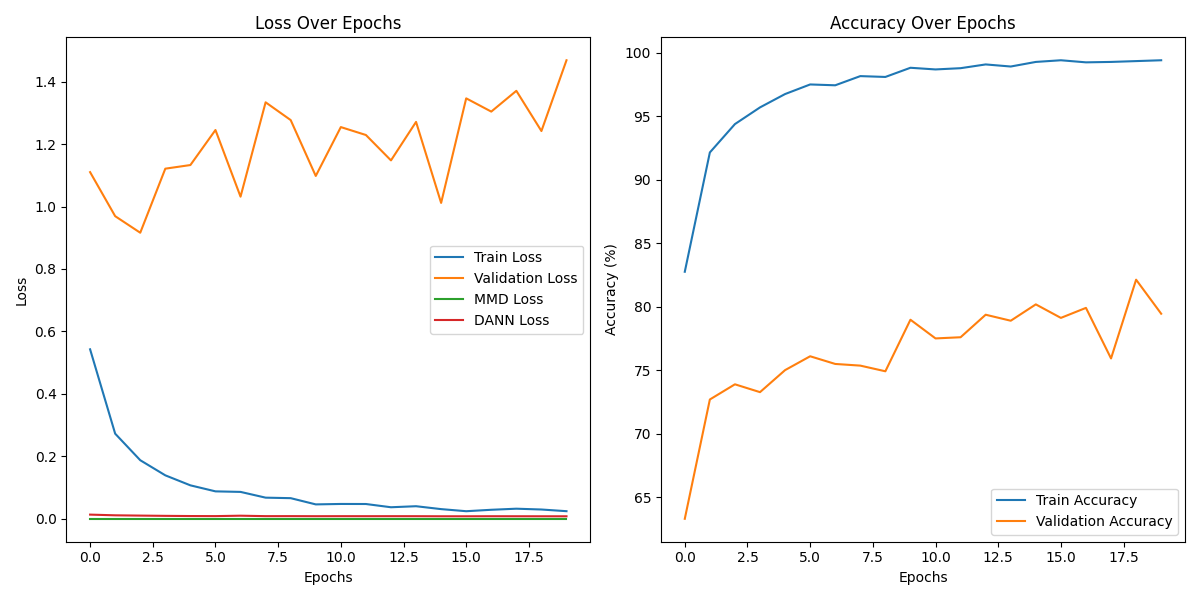 Loss Over Epochs
1.4
1.2
1.0
0.8
0.6
0.4
0.2
0.0
Loss
Train Loss
Validation Loss
MMD Loss
DANN Loss
0.0 2.5 5.0 7.5 10.0 12.5 15.0 17.5
Epochs
Accuracy Over Epochs
100
95
90
85
80
75
70
65
Accuracy (%)
Train Accuracy
Validation Accuracy
0.0 2.5 5.0 7.5 10.0 12.5 15.0 17.5
Epochs